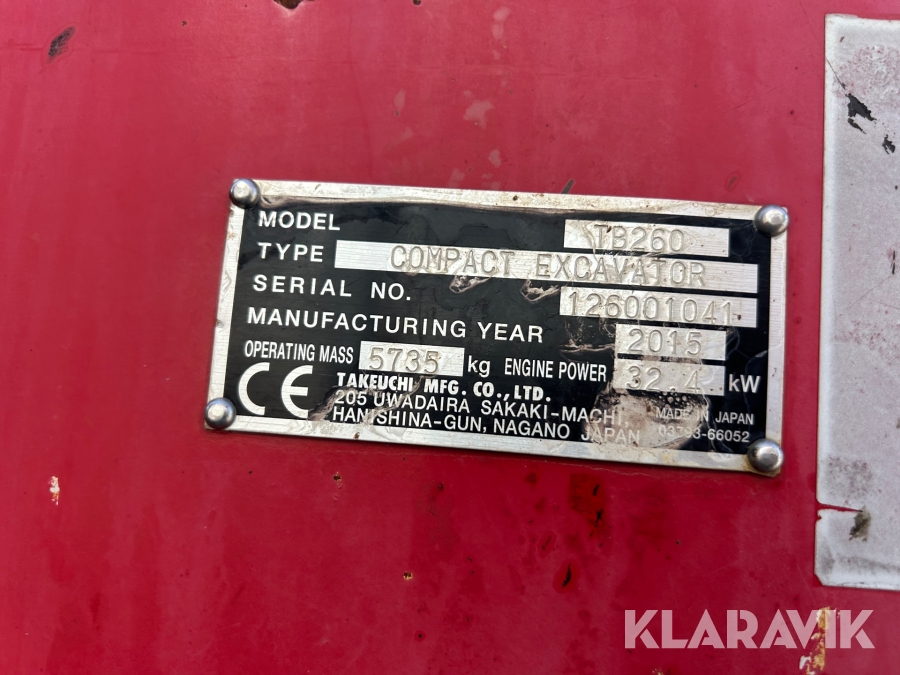 MODEL TB260
TYPE COMPACT EXCAVATOR
SERIAL NO. 126001041
MANUFACTURING YEAR 2015
OPERATING MASS 5735 kg ENGINE POWER 32.4 kW
CE TAKEUCHI MFG. CO., LTD.
205 UWADAIRA SAKAKI-MACHI, MADE IN JAPAN
HANISHINA-GUN, NAGANO JAPAN 03793-66052
KLARAVIK